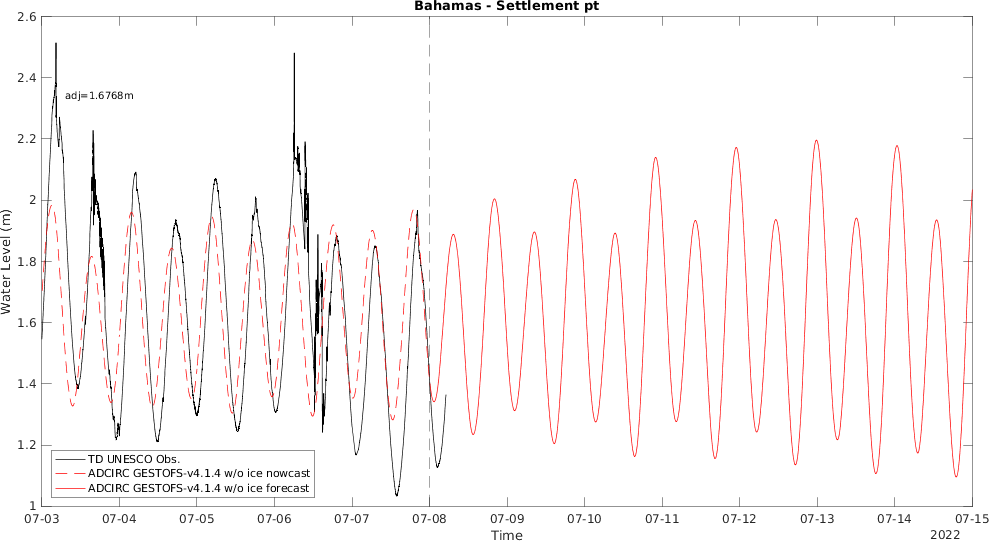 Bahamas - Settlement pt
2.6
2.4
2.2
2
1.8
1.6
1.4
1.2
1
Water Level (m)
adj=1.6768m
TD UNESCO Obs.
ADCIRC GESTOFS-v4.1.4 w/o ice nowcast
ADCIRC GESTOFS-v4.1.4 w/o ice forecast
07-03 07-04 07-05 07-06 07-07 07-08 07-09 07-10 07-11 07-12 07-13 07-14 07-15
Time
2022